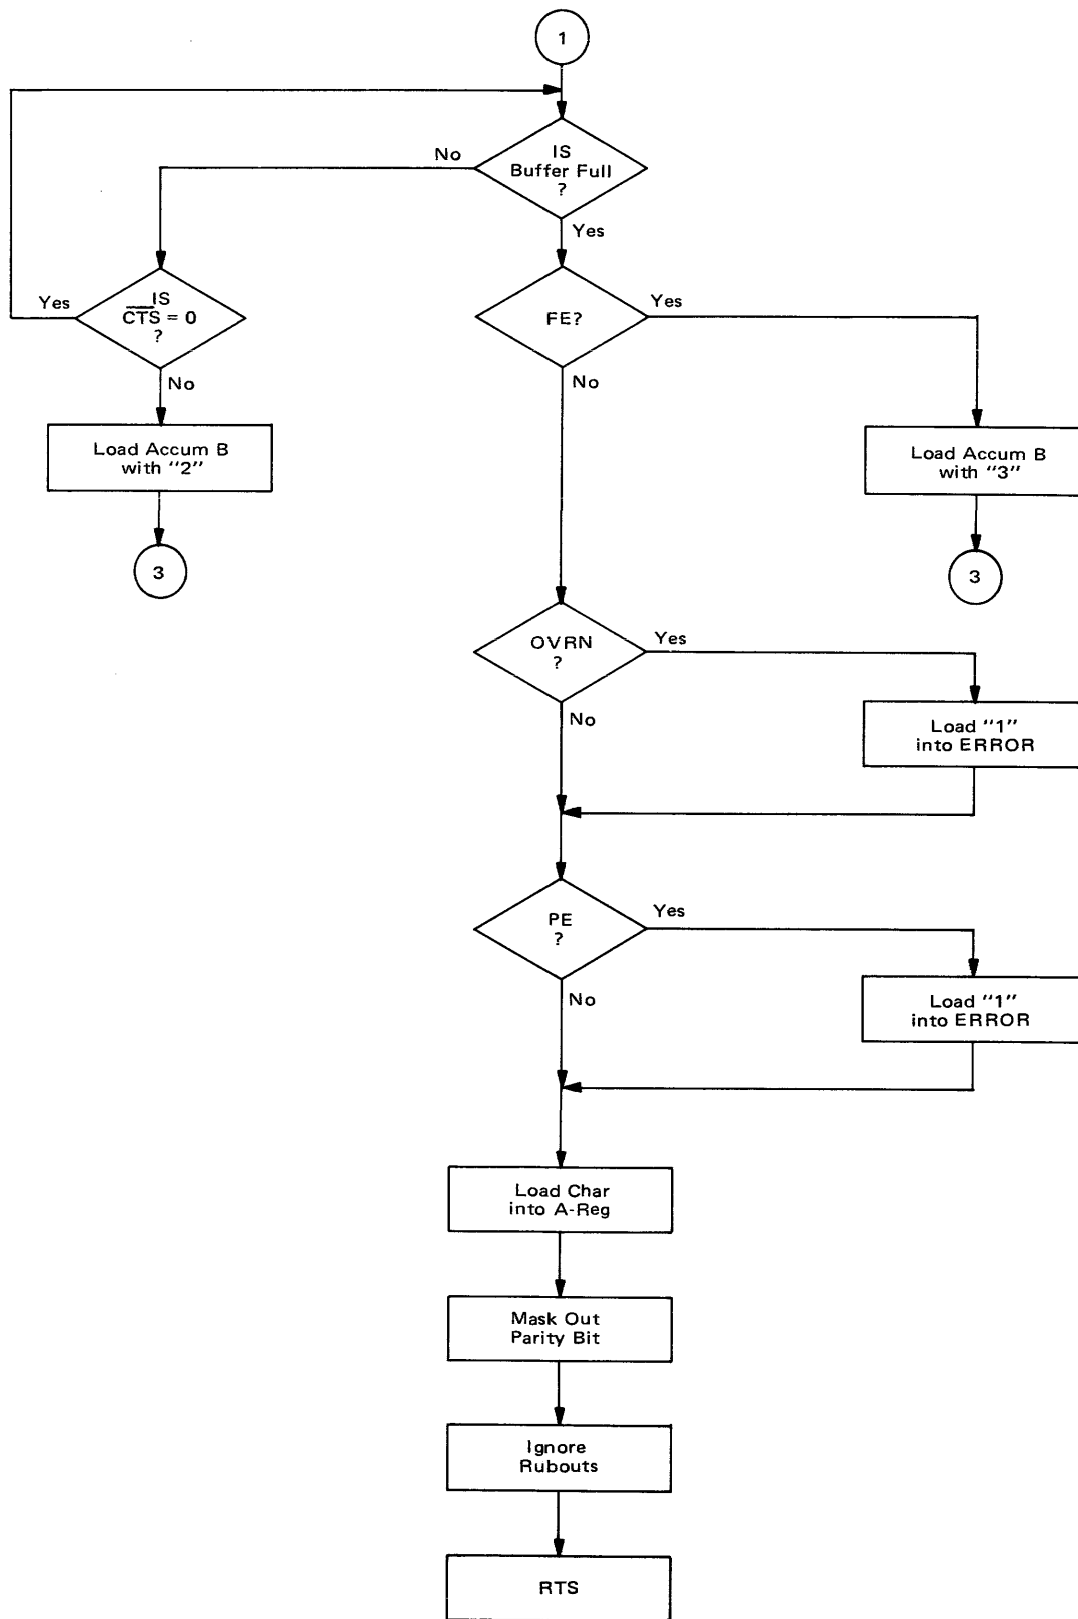 1
IS
Buffer Full
?
No
Yes
IS
C̅T̅S̅ = 0
?
Yes
No
FE?
Yes
No
Load Accum B
with "2"
Load Accum B
with "3"
3
3
OVRN
?
Yes
No
Load "1"
into ERROR
PE
?
Yes
No
Load "1"
into ERROR
Load Char
into A-Reg
Mask Out
Parity Bit
Ignore
Rubouts
RTS